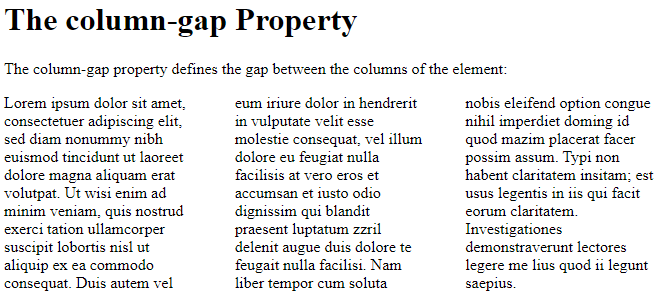 The column-gap Property
The column-gap property defines the gap between the columns of the element:
Lorem ipsum dolor sit amet,
consectetuer adipiscing elit,
sed diam nonummy nibh
euismod tincidunt ut laoreet
dolore magna aliquam erat
volutpat. Ut wisi enim ad
minim veniam, quis nostrud
exerci tation ullamcorper
suscipit lobortis nisl ut
aliquip ex ea commodo
consequat. Duis autem vel
eum iriure dolor in hendrerit
in vulputate velit esse
molestie consequat, vel illum
dolore eu feugiat nulla
facilisis at vero eros et
accumsan et iusto odio
dignissim qui blandit
praesent luptatum zzril
delenit augue duis dolore te
feugait nulla facilisi. Nam
liber tempor cum soluta
nobis eleifend option congue
nihil imperdiet doming id
quod mazim placerat facer
possim assum. Typi non
habent claritatem insitam; est
usus legentis in iis qui facit
eorum claritatem.
Investigationes
demonstraverunt lectores
legere me lius quod ii legunt
saepius.